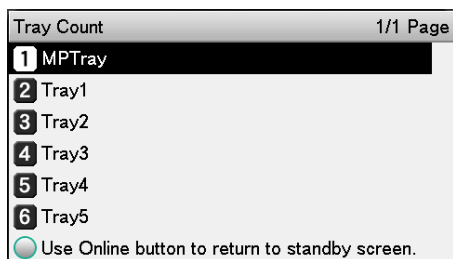 Tray Count 1/1 Page
1 MPTray
2 Tray1
3 Tray2
4 Tray3
5 Tray4
6 Tray5
Use Online button to return to standby screen.